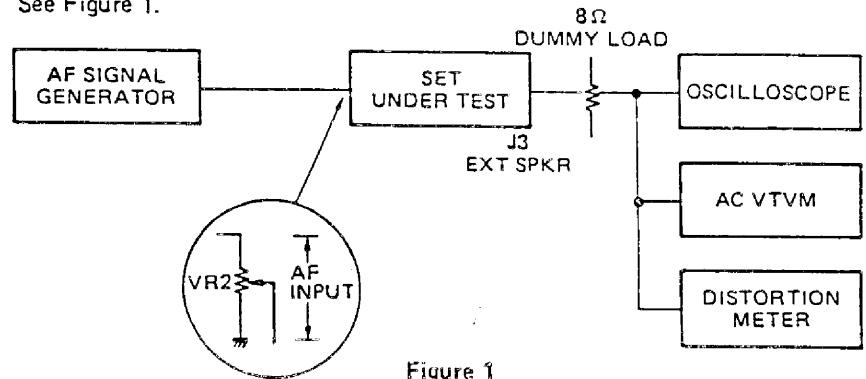 See Figure 1.
8Ω
DUMMY LOAD
AF SIGNAL
GENERATOR
SET
UNDER TEST
OSCILLOSCOPE
J3
EXT SPKR
AC VTVM
VR2
AF
INPUT
DISTORTION
METER
Figure 1